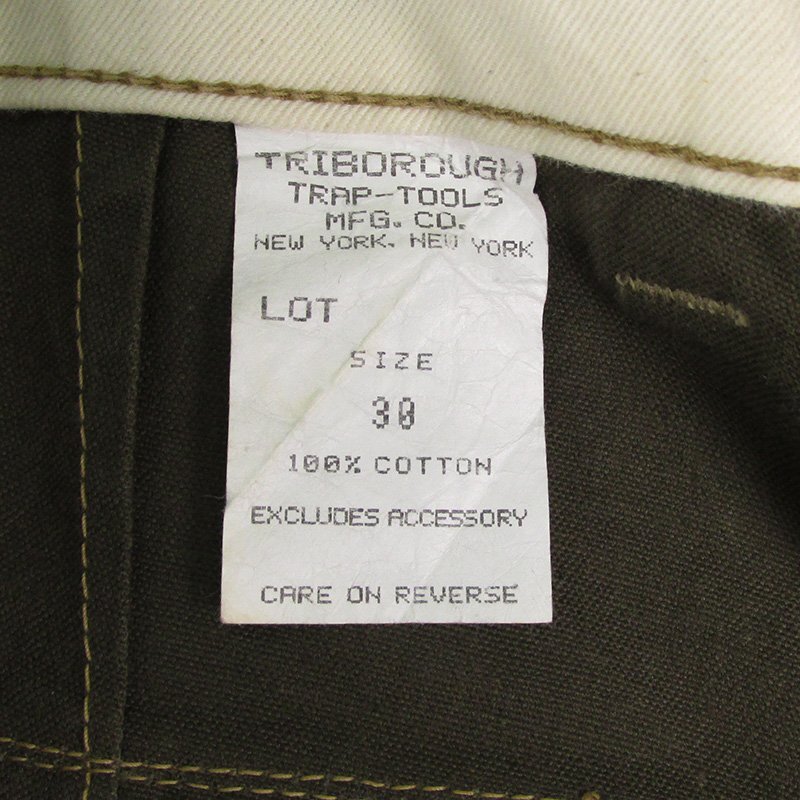 TRIBOROUGH
TRAP-TOOLS
MFG. CO.
NEW YORK, NEW YORK
LOT
SIZE
30
100% COTTON
EXCLUDES ACCESSORY
CARE ON REVERSE